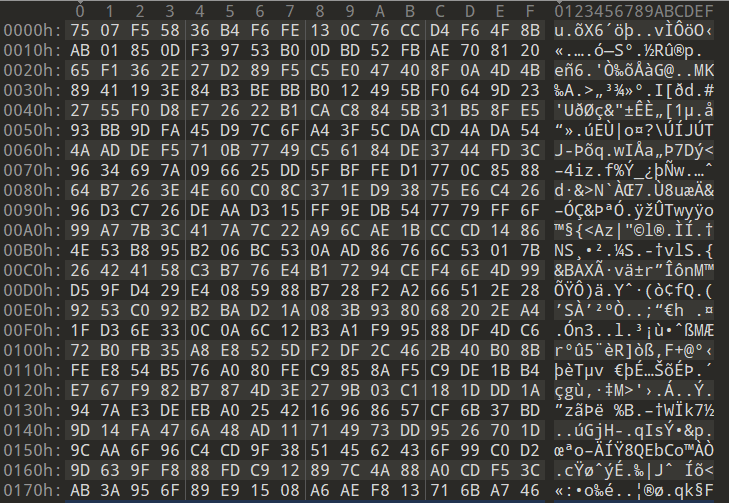 0 1 2 3 4 5 6 7 8 9 A B C D E F 0123456789ABCDEF
0000h: 75 07 F5 58 36 B4 F6 FE 13 0C 76 CC D4 F6 4F 8B u.õX6´öþ..vÌÔöO‹
0010h: AB 01 85 0D F3 97 53 B0 0D BD 52 FB AE 70 81 20 «.….ó—S°.½Rû®p.
0020h: 65 F1 36 2E 27 D2 89 F5 C5 E0 47 40 8F 0A 4D 4B eñ6.'Ò‰õÅàG@..MK
0030h: 89 41 19 3E 84 B3 BE BB B0 12 49 5B F0 64 9D 23 ‰A.>„³¾»°.I[ðd.#
0040h: 27 55 F0 D8 E7 26 22 B1 CA C8 84 5B 31 B5 8F E5 'UðØç&"±ÊÈ„[1µ.å
0050h: 93 BB 9D FA 45 D9 7C 6F A4 3F 5C DA CD 4A DA 54 “».úEÙ|o¤?\ÚÍJÚT
0060h: 4A AD DE F5 71 0B 77 49 C5 61 84 DE 37 44 FD 3C J-Þõq.wIÅa„Þ7Dý<
0070h: 96 34 69 7A 09 66 25 DD 5F BF FE D1 77 0C 85 88 –4iz.f%Ý_¿þÑw.…ˆ
0080h: 64 B7 26 3E 4E 60 C0 8C 37 1E D9 38 75 E6 C4 26 d·&>N`ÀŒ7.Ù8uæÄ&
0090h: 96 D3 C7 26 DE AA D3 15 FF 9E DB 54 77 79 FF 6F –ÓÇ&ÞªÓ.ÿžÛTwyÿo
00A0h: 99 A7 7B 3C 41 7A 7C 22 A9 6C AE 1B CC CD 14 86 ™§{<Az|"©l®.ÌÍ.†
00B0h: 4E 53 B8 95 B2 06 BC 53 0A AD 86 76 6C 53 01 7B NS¸•².¼S.-†vlS.{
00C0h: 26 42 41 58 C3 B7 76 E4 B1 72 94 CE F4 6E 4D 99 &BAXÃ·vä±r”ÎônM™
00D0h: D5 9F D4 29 E4 08 59 88 B7 28 F2 A2 66 51 2E 28 ÕŸÔ)ä.Yˆ·(ò¢fQ.(
00E0h: 92 53 C0 92 B2 BA D2 1A 08 3B 93 80 68 20 2E A4 ’SÀ’²ºÒ..;“€h .¤
00F0h: 1F D3 6E 33 0C 0A 6C 12 B3 A1 F9 95 88 DF 4D C6 .Ón3..l.³¡ù•ˆßMÆ
0100h: 72 B0 FB 35 A8 E8 52 5D F2 DF 2C 46 2B 40 B0 8B r°û5¨èR]òß,F+@°‹
0110h: FE E8 54 B5 76 A0 80 FE C9 85 8A F5 C9 DE 1B B4 þèTµv €þÉ…ŠõÉÞ.´
0120h: E7 67 F9 82 B7 87 4D 3E 27 9B 03 C1 18 1D DD 1A çgù‚·‡M>'›.Á..Ý.
0130h: 94 7A E3 DE EB A0 25 42 16 96 86 57 CF 6B 37 BD ”zãÞë %B.–†WÏk7½
0140h: 9D 14 FA 47 6A 48 AD 11 71 49 73 DD 95 26 70 1D ..úGjH-.qIsÝ•&p.
0150h: 9C AA 6F 96 C4 CD 9F 38 51 45 62 43 6F 99 C0 D2 œªo–ÄÍŸ8QEbCo™ÀÒ
0160h: 9D 63 9F F8 88 FD C9 12 89 7C 4A 88 A0 CD F5 3C .cŸøˆýÉ.‰|Jˆ Íõ<
0170h: AB 3A 95 6F 89 E9 15 08 A6 AE F8 13 71 6B A7 46 «:•o‰é..¦®ø.qk§F